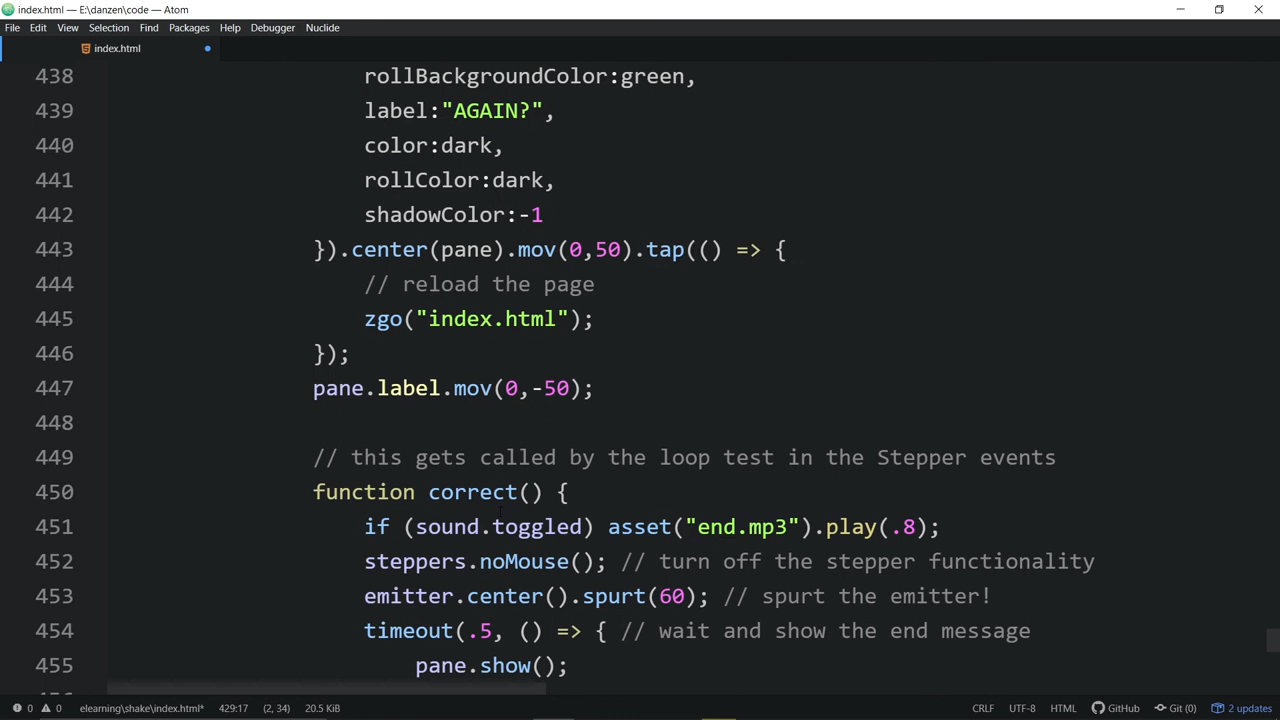 index.html — E:\danzen\code — Atom
File Edit View Selection Find Packages Help Debugger Nuclide
index.html
438 rollBackgroundColor:green,
439 label:"AGAIN?",
440 color:dark,
441 rollColor:dark,
442 shadowColor:-1
443 }).center(pane).mov(0,50).tap(() => {
444 // reload the page
445 zgo("index.html");
446 });
447 pane.label.mov(0,-50);
448
449 // this gets called by the loop test in the Stepper events
450 function correct() {
451 if (sound.toggled) asset("end.mp3").play(.8);
452 steppers.noMouse(); // turn off the stepper functionality
453 emitter.center().spurt(60); // spurt the emitter!
454 timeout(.5, () => { // wait and show the end message
455 pane.show();
0 0 elearning\shake\index.html* 429:17 (2, 34) 20.5 KiB CRLF UTF-8 HTML GitHub Git (0) 2 updates